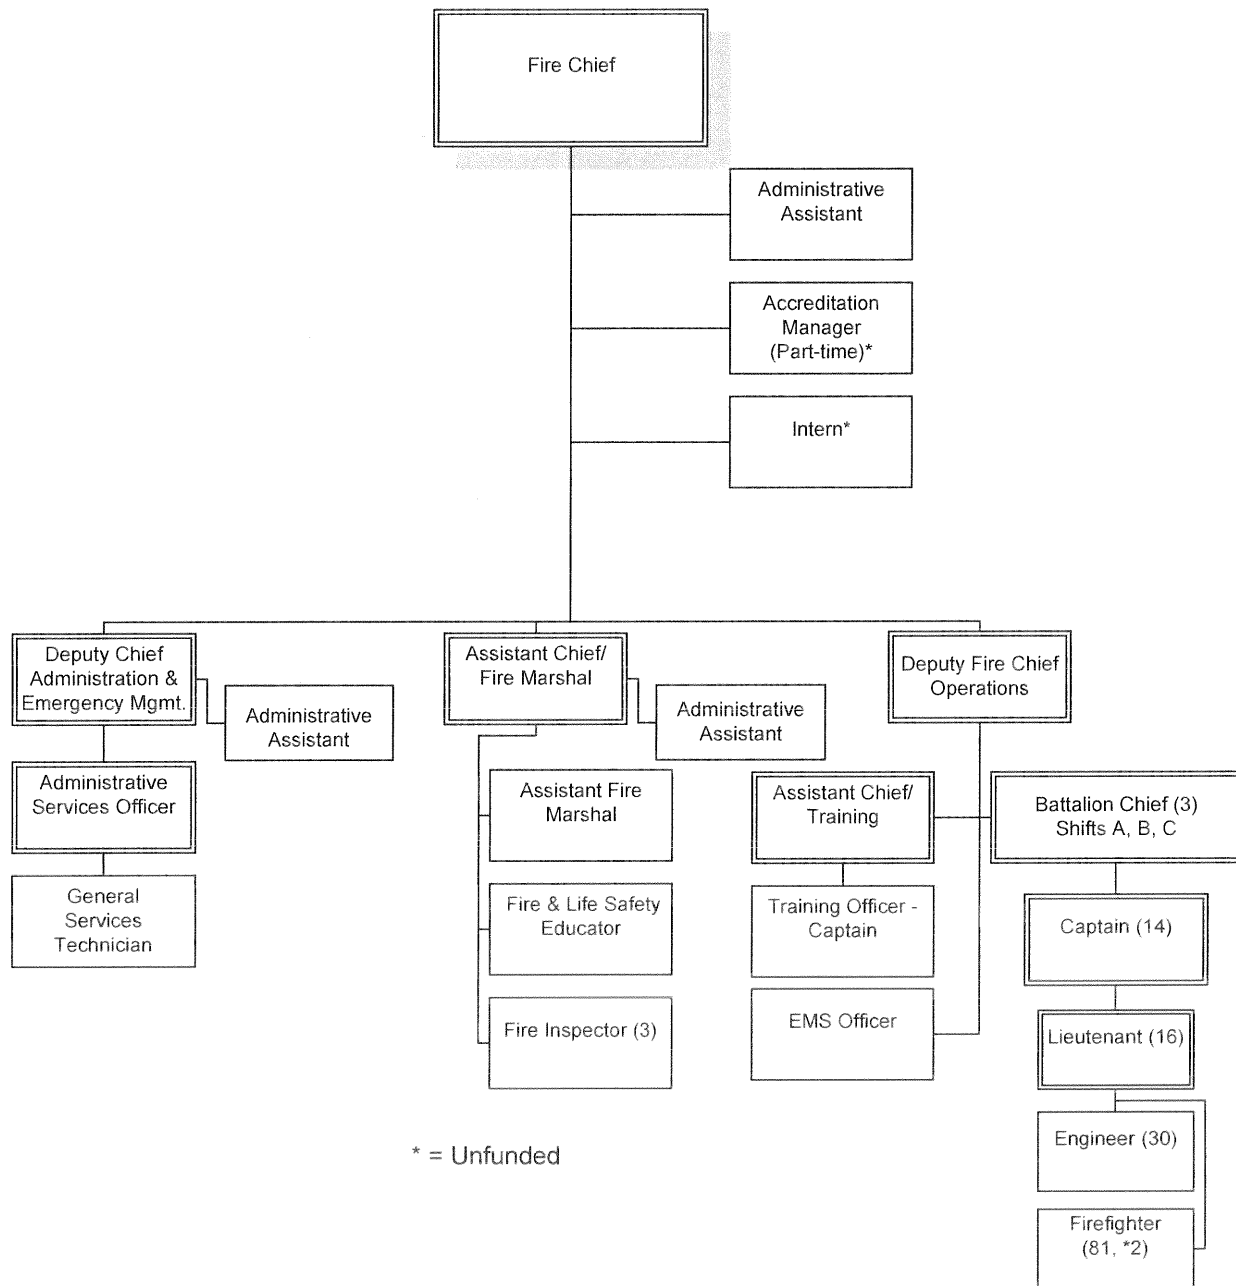 Fire Chief
Administrative
Assistant
Accreditation
Manager
(Part-time)*
Intern*
Deputy Chief
Administration &
Emergency Mgmt.
Administrative
Assistant
Administrative
Services Officer
General
Services
Technician
Assistant Chief/
Fire Marshal
Administrative
Assistant
Assistant Fire
Marshal
Fire & Life Safety
Educator
Fire Inspector (3)
Deputy Fire Chief
Operations
Assistant Chief/
Training
Training Officer -
Captain
EMS Officer
Battalion Chief (3)
Shifts A, B, C
Captain (14)
Lieutenant (16)
Engineer (30)
Firefighter
(81, *2)
* = Unfunded